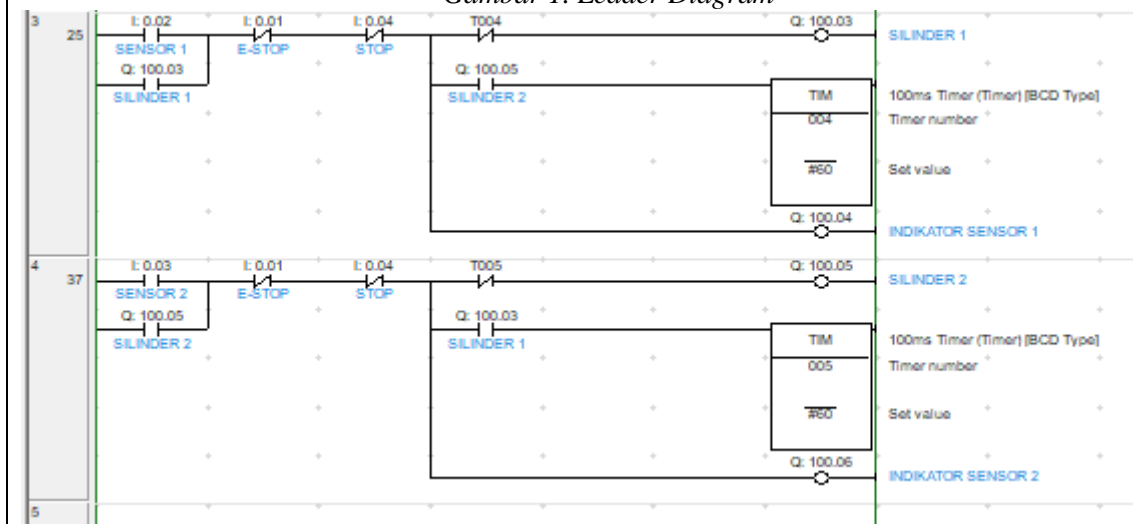 Gambar 1. Leader Diagram
3 I: 0.02 I: 0.01 I: 0.04 T004 Q: 100.03
25 SILINDER 1
SENSOR 1 E-STOP STOP
Q: 100.03 Q: 100.05
SILINDER 1 SILINDER 2 TIM 100ms Timer (Timer) [BCD Type]
004 Timer number
#60 Set value
Q: 100.04
INDIKATOR SENSOR 1
4 I: 0.03 I: 0.01 I: 0.04 T005 Q: 100.05
37 SILINDER 2
SENSOR 2 E-STOP STOP
Q: 100.05 Q: 100.03
SILINDER 2 SILINDER 1 TIM 100ms Timer (Timer) [BCD Type]
005 Timer number
#60 Set value
Q: 100.06
INDIKATOR SENSOR 2
5